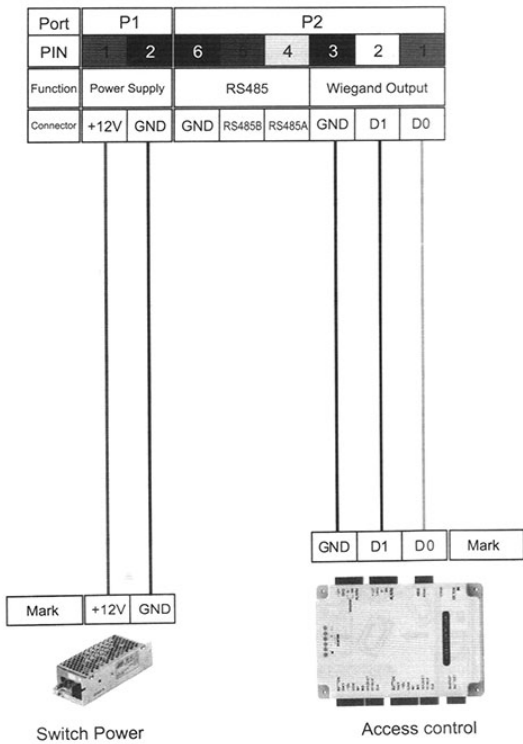 Port P1 P2
PIN 1 2 6 5 4 3 2 1
Function Power Supply RS485 Wiegand Output
Connector +12V GND GND RS485B RS485A GND D1 D0
GND D1 D0 Mark
Mark +12V GND
Switch Power
Access control